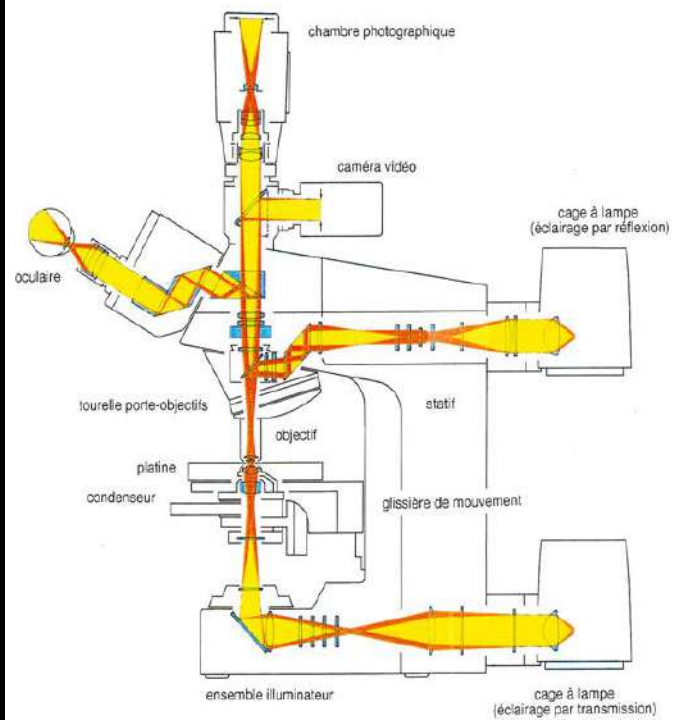 chambre photographique
caméra vidéo
cage à lampe
(éclairage par réflexion)
oculaire
tourelle porte-objectifs
statif
objectif
platine
condenseur
glissière de mouvement
ensemble illuminateur
cage à lampe
(éclairage par transmission)